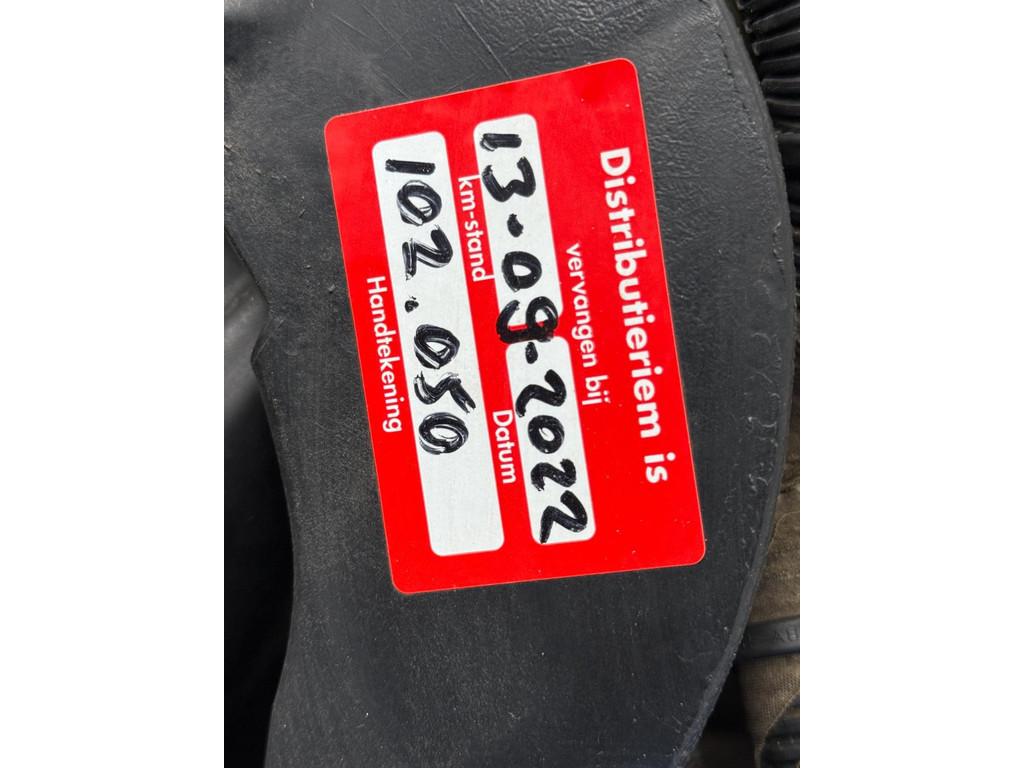 Distributieriem is
vervangen bij
13.09.2022
km-stand Datum
102.050
Handtekening